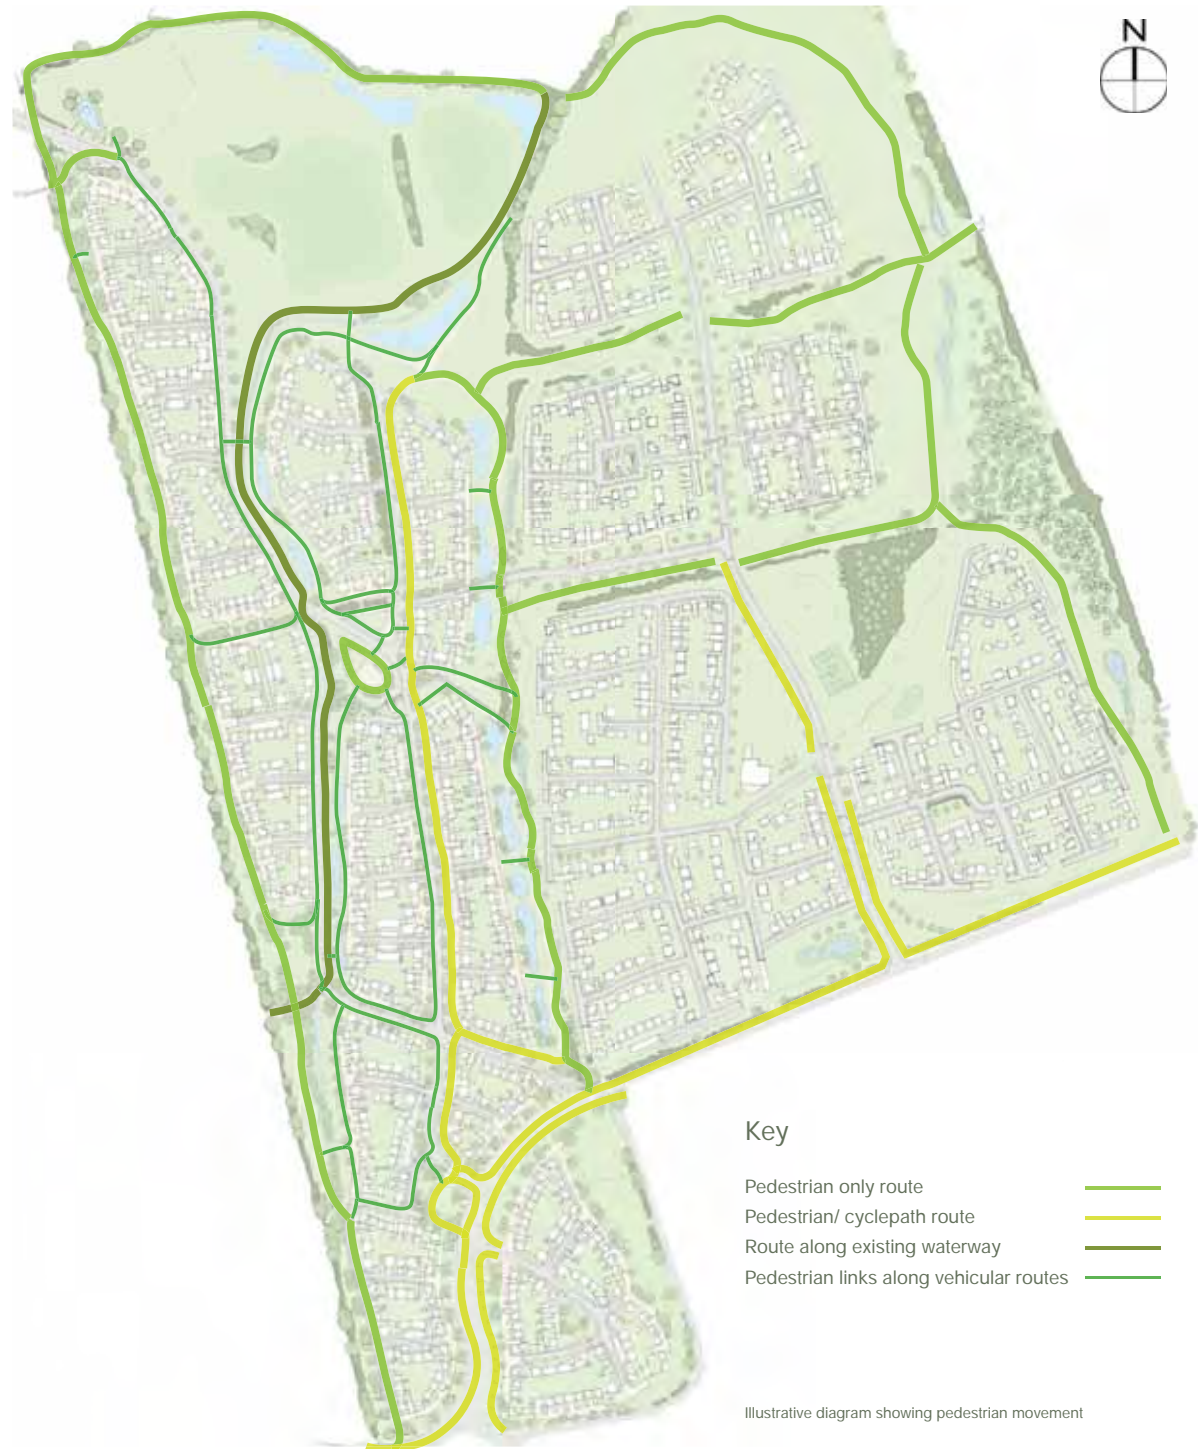 N
Key
Pedestrian only route
Pedestrian/ cyclepath route
Route along existing waterway
Pedestrian links along vehicular routes
Illustrative diagram showing pedestrian movement